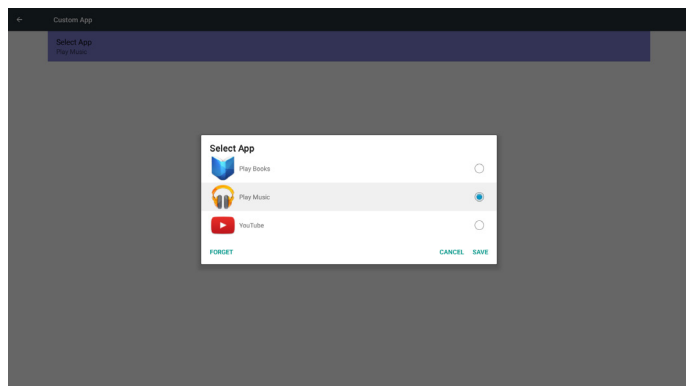 Custom App
Select App
Play Music
Select App
Play Books
Play Music
YouTube
FORGET CANCEL SAVE